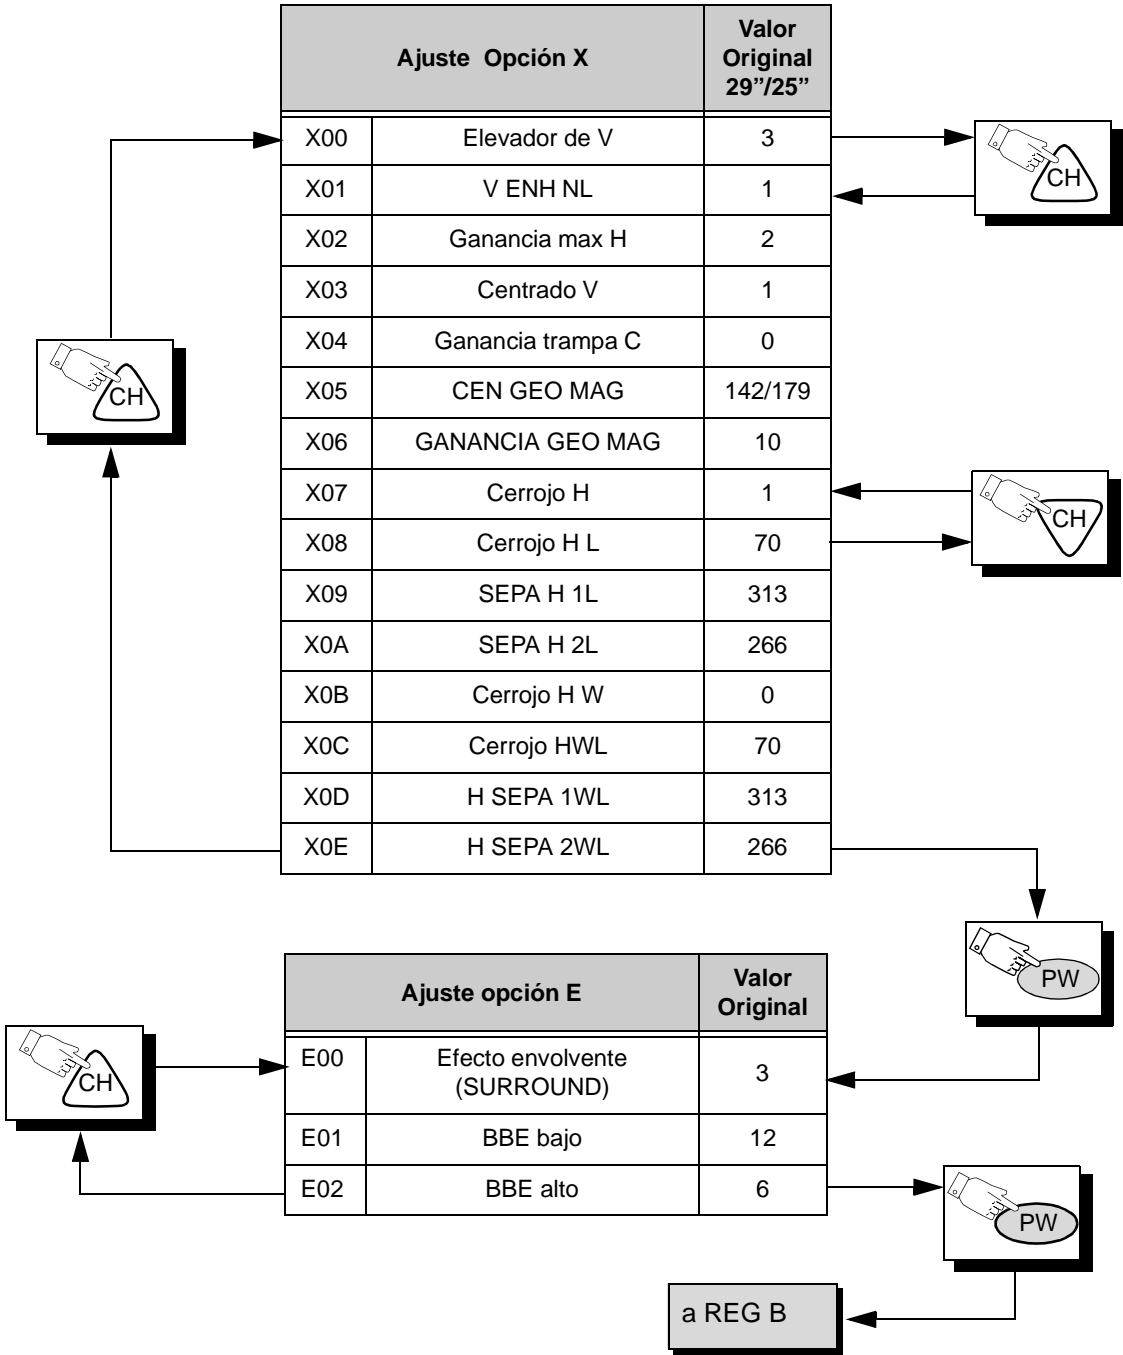 Ajuste Opción X
Valor
Original
29”/25”
X00 Elevador de V 3
X01 V ENH NL 1
X02 Ganancia max H 2
X03 Centrado V 1
X04 Ganancia trampa C 0
X05 CEN GEO MAG 142/179
X06 GANANCIA GEO MAG 10
X07 Cerrojo H 1
X08 Cerrojo H L 70
X09 SEPA H 1L 313
X0A SEPA H 2L 266
X0B Cerrojo H W 0
X0C Cerrojo HWL 70
X0D H SEPA 1WL 313
X0E H SEPA 2WL 266
CH
CH
CH
PW
Ajuste opción E
Valor
Original
E00 Efecto envolvente
(SURROUND) 3
E01 BBE bajo 12
E02 BBE alto 6
CH
PW
a REG B